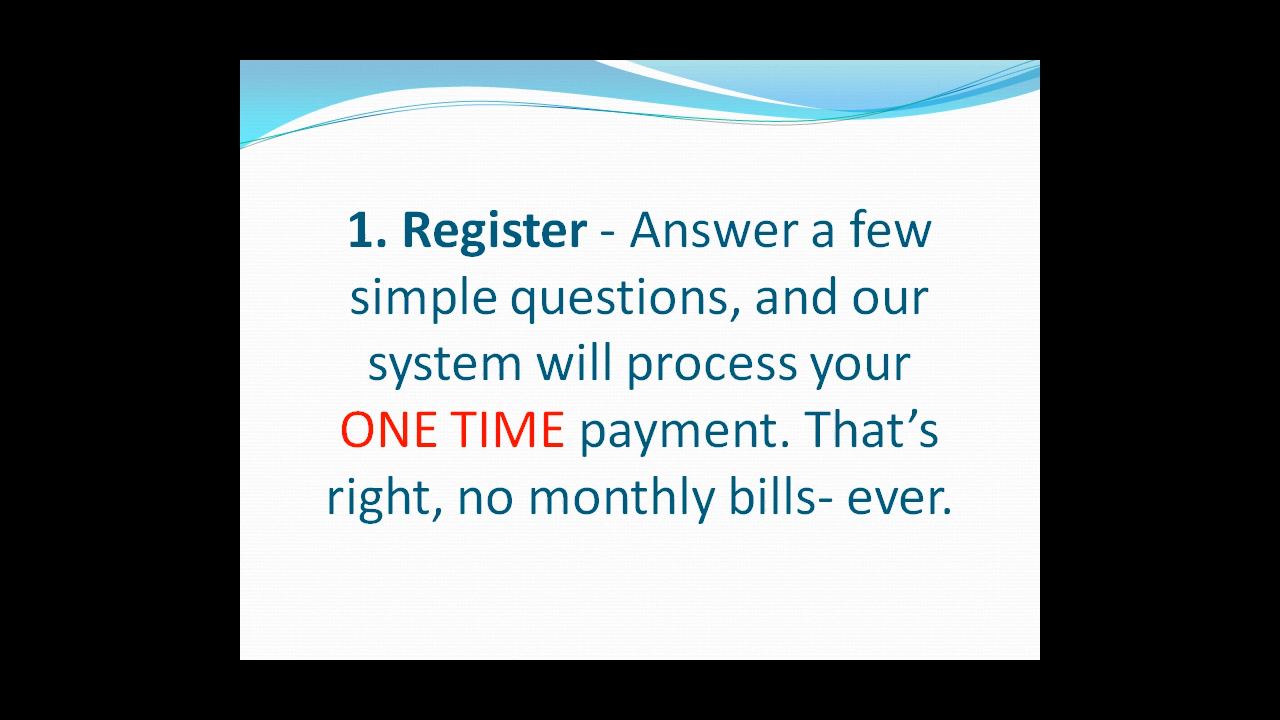 1. Register - Answer a few
simple questions, and our
system will process your
ONE TIME payment. That’s
right, no monthly bills- ever.